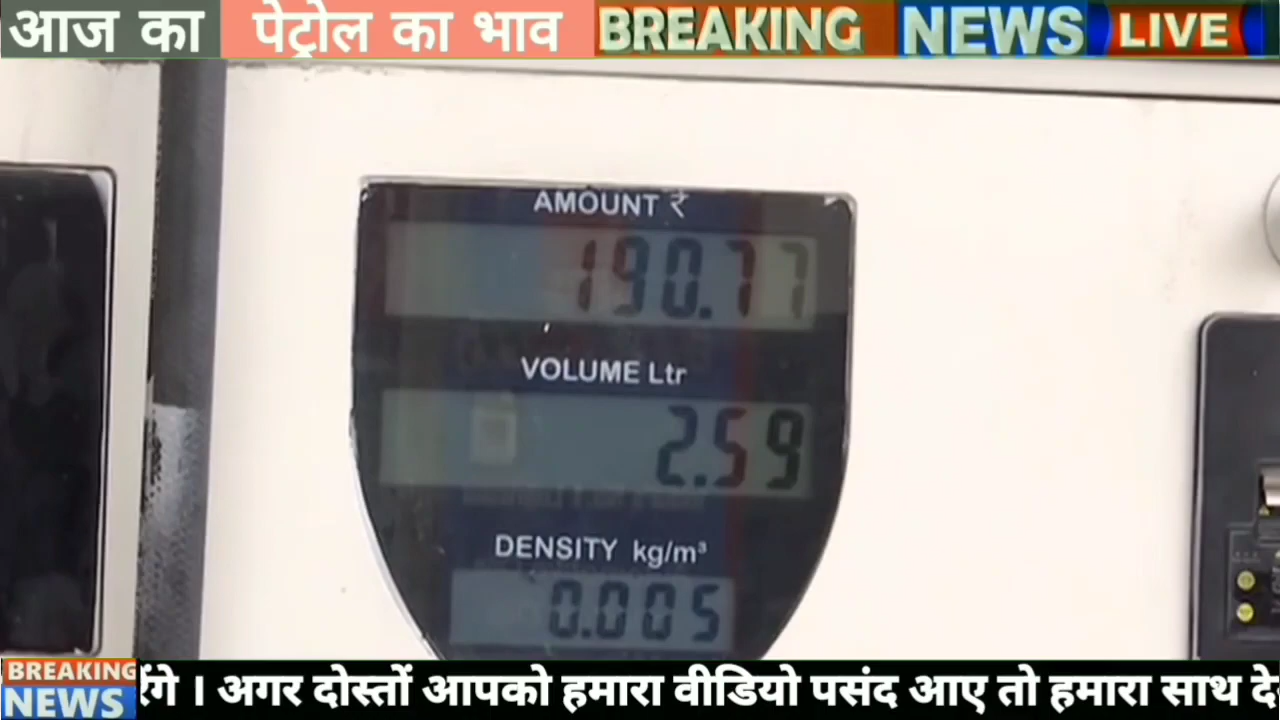 आज का पेट्रोल का भाव BREAKING NEWS LIVE
AMOUNT ₹
190.77
VOLUME Ltr
2.59
DENSITY kg/m³
0.005
BREAKING
NEWS
। अगर दोस्तों आपको हमारा वीडियो पसंद आए तो हमारा साथ